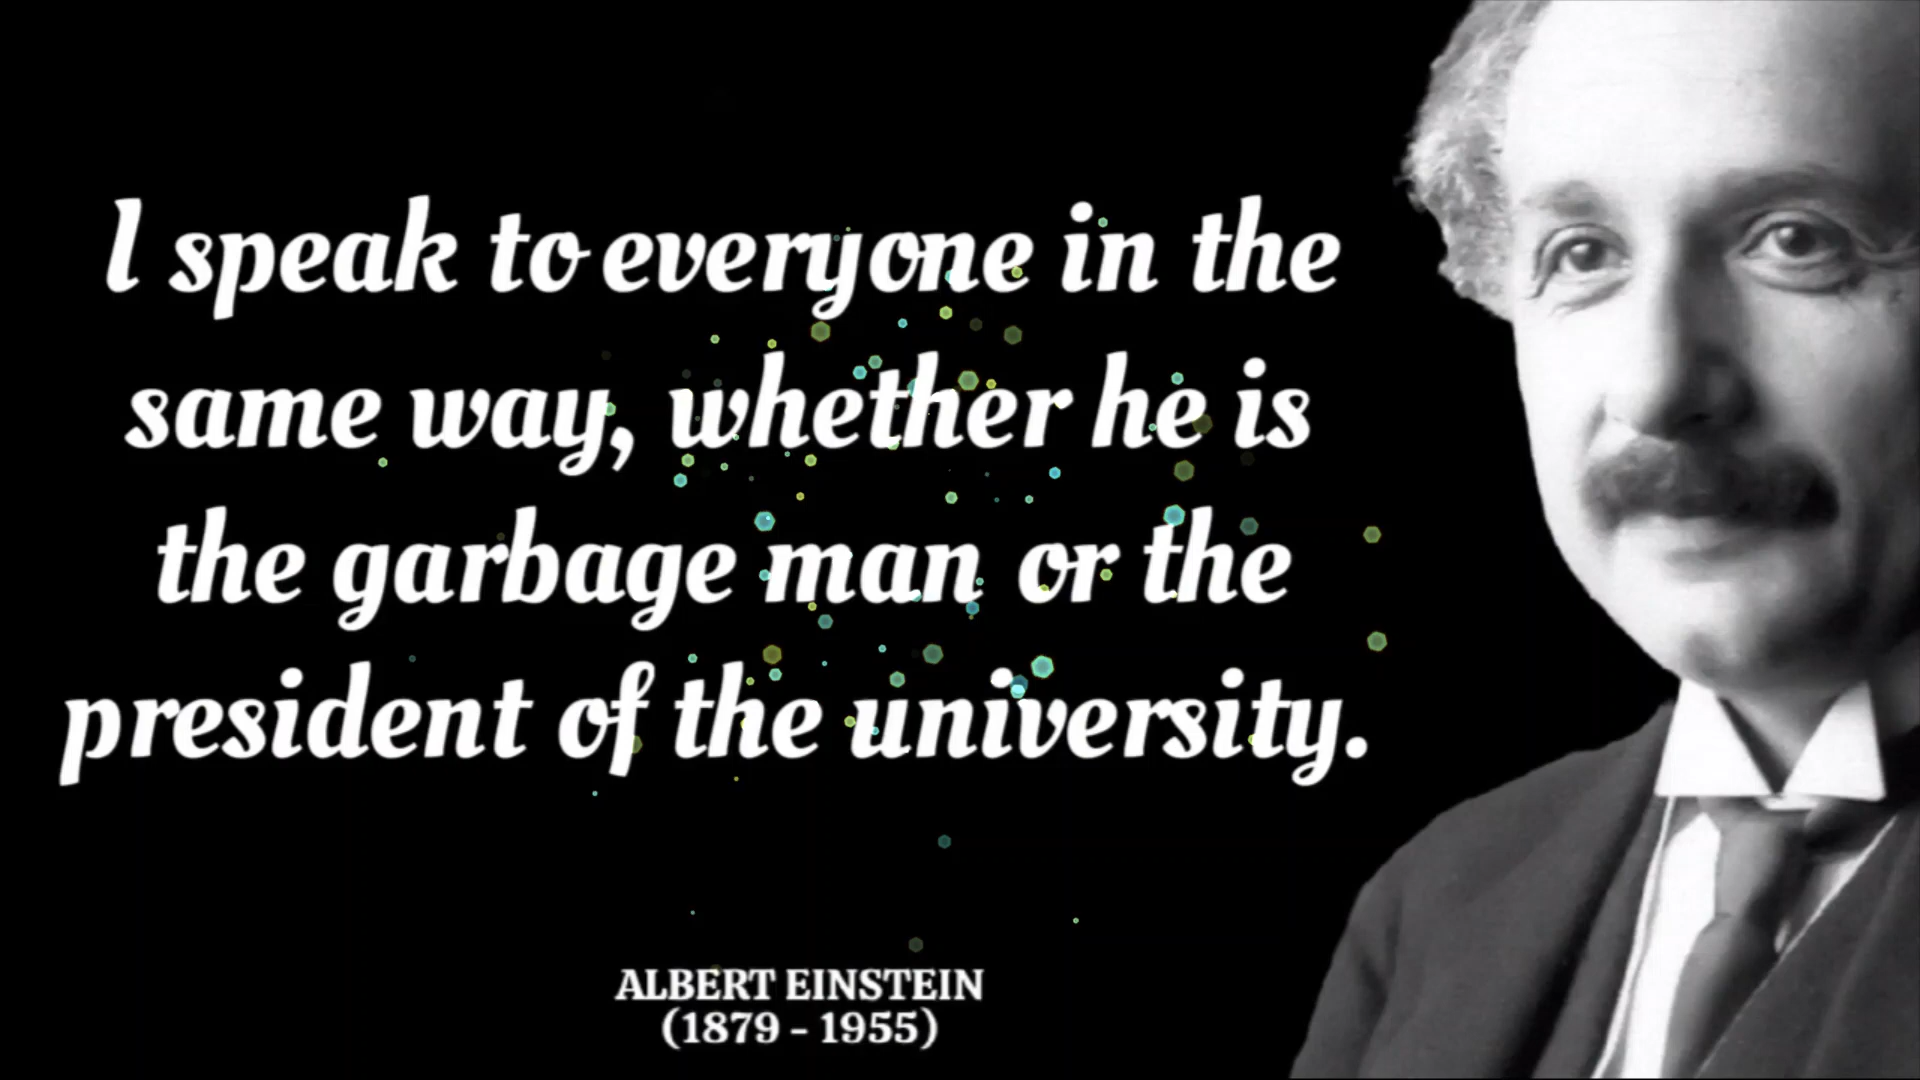 I speak to everyone in the
same way, whether he is
the garbage man or the
president of the university.
ALBERT EINSTEIN
(1879 - 1955)